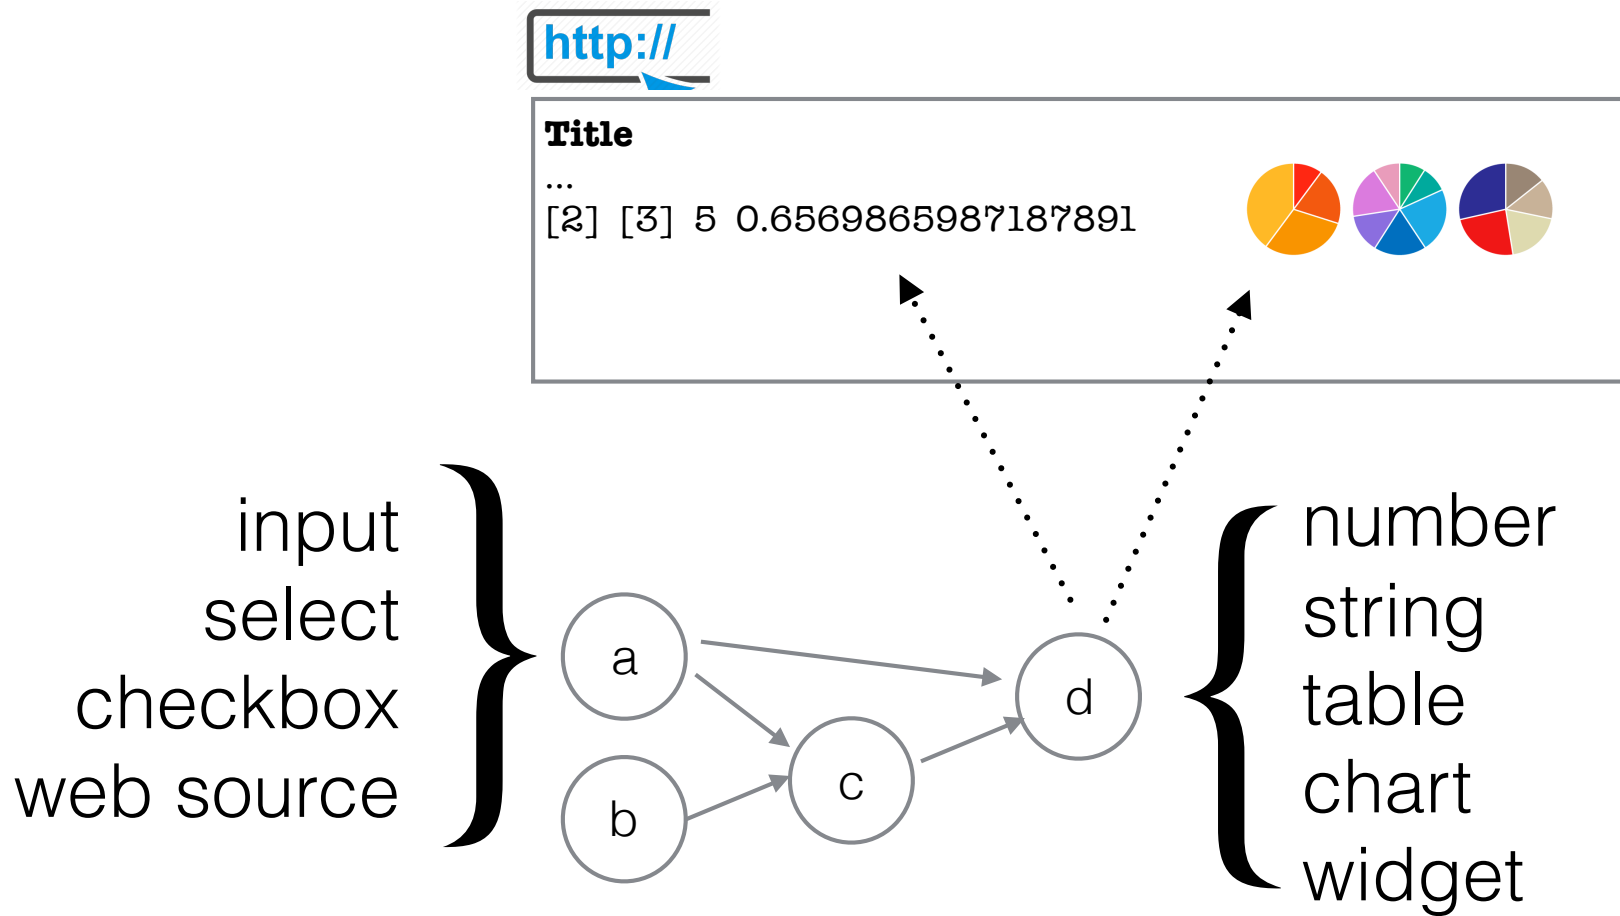 http://
Title
...
[2] [3] 5 0.6569865987187891
input
select
checkbox
web source
a
b
c
d
number
string
table
chart
widget